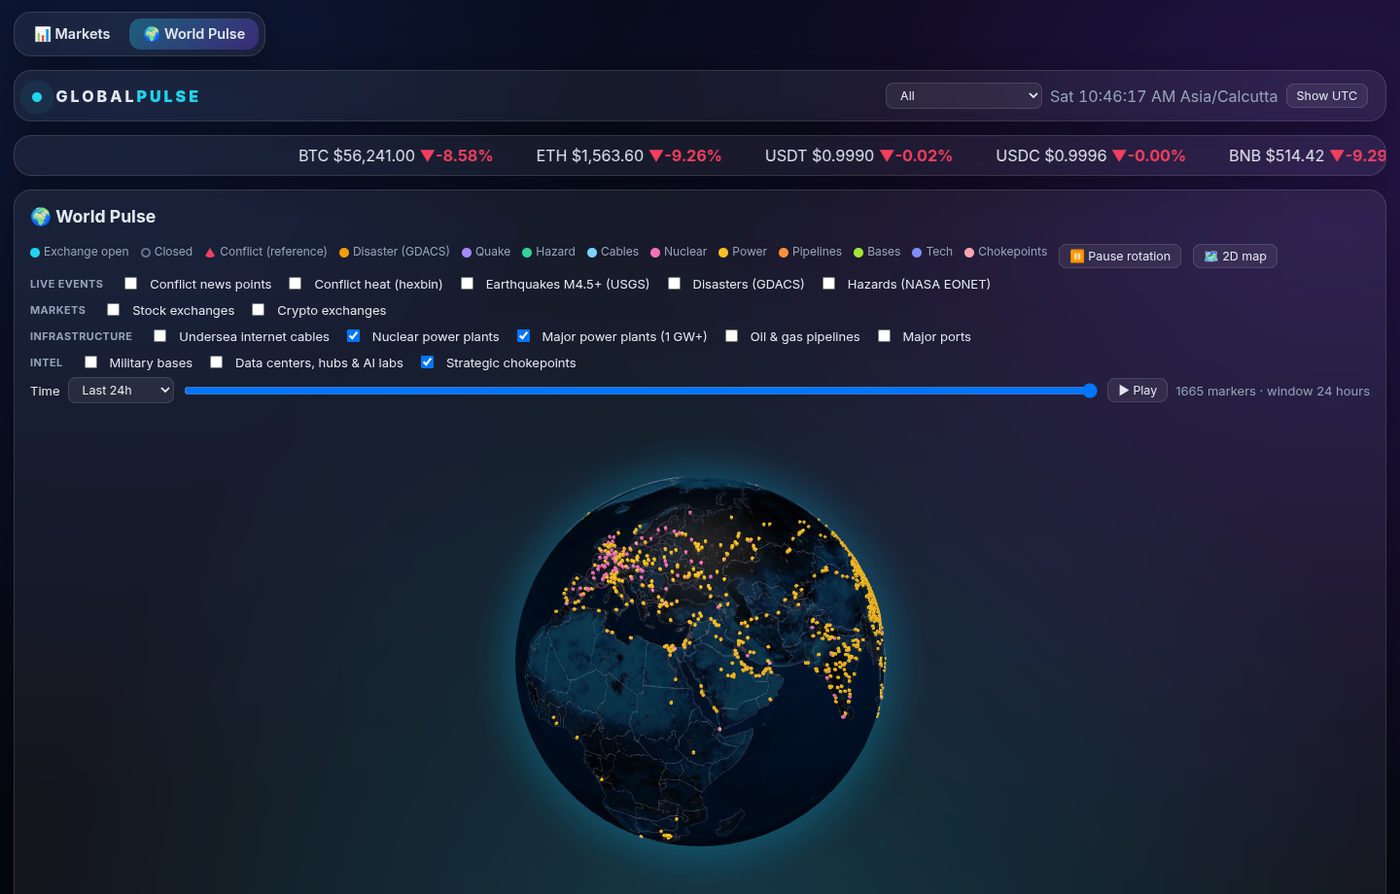 📊 Markets 🌍 World Pulse
GLOBALPULSE All Sat 10:46:17 AM Asia/Calcutta Show UTC
BTC $56,241.00 ▼-8.58% ETH $1,563.60 ▼-9.26% USDT $0.9990 ▼-0.02% USDC $0.9996 ▼-0.00% BNB $514.42 ▼-9.29
🌍 World Pulse
Exchange open Closed Conflict (reference) Disaster (GDACS) Quake Hazard Cables Nuclear Power Pipelines Bases Tech Chokepoints ⏸ Pause rotation 🗺 2D map
LIVE EVENTS Conflict news points Conflict heat (hexbin) Earthquakes M4.5+ (USGS) Disasters (GDACS) Hazards (NASA EONET)
MARKETS Stock exchanges Crypto exchanges
INFRASTRUCTURE Undersea internet cables Nuclear power plants Major power plants (1 GW+) Oil & gas pipelines Major ports
INTEL Military bases Data centers, hubs & AI labs Strategic chokepoints
Time Last 24h ▶ Play 1665 markers · window 24 hours